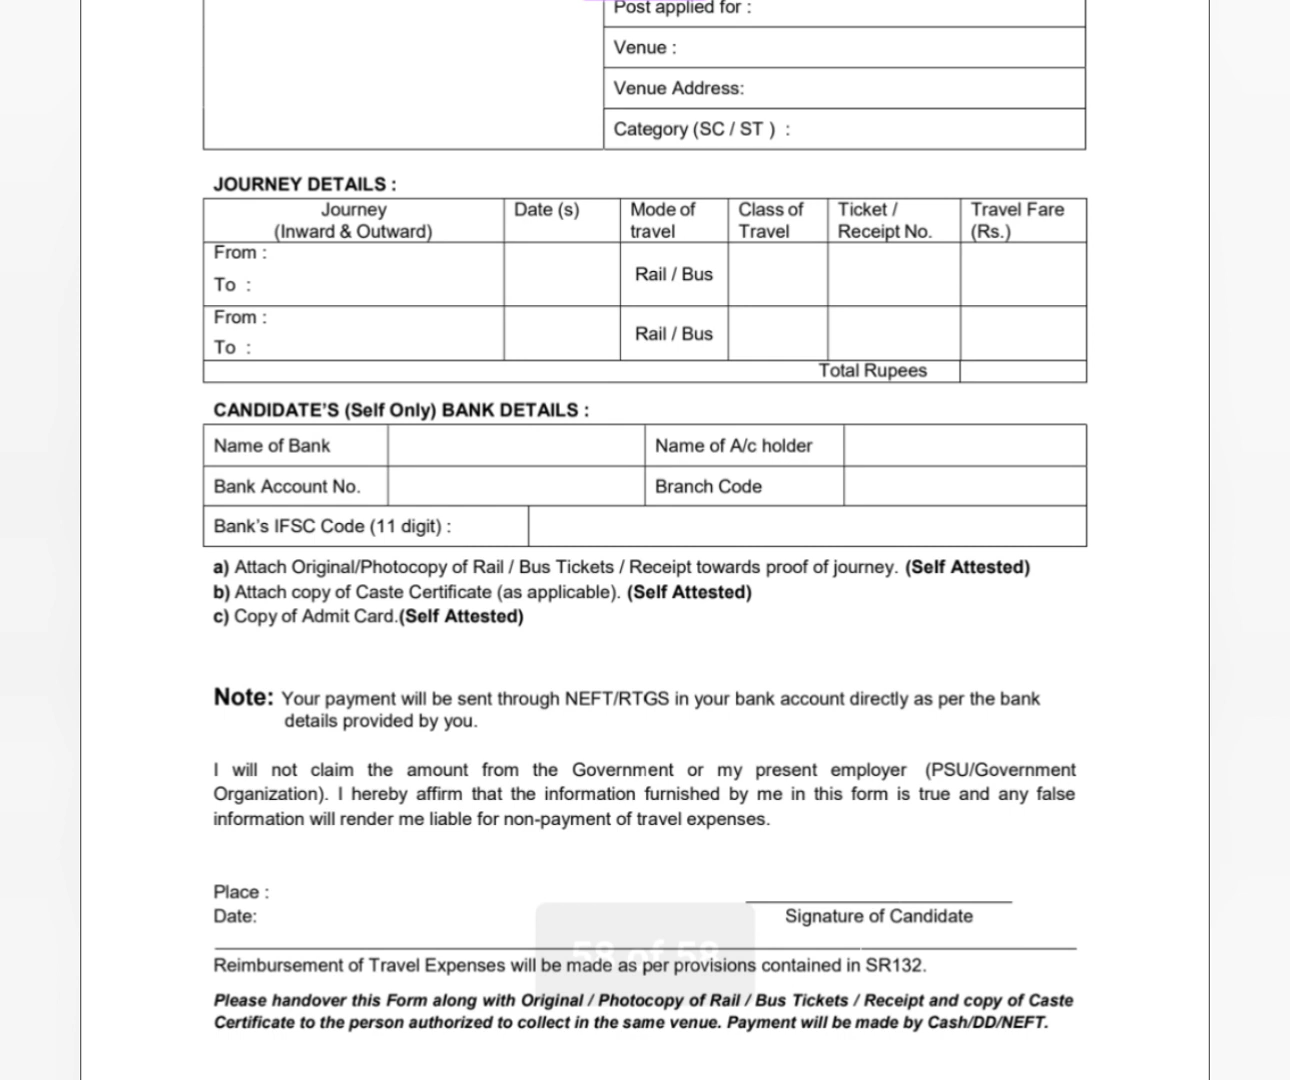 Post applied for :
Venue :
Venue Address:
Category (SC / ST ) :
JOURNEY DETAILS :
Journey
(Inward & Outward)
Date (s)
Mode of
travel
Class of
Travel
Ticket /
Receipt No.
Travel Fare
(Rs.)
From :
To :
Rail / Bus
From :
To :
Rail / Bus
Total Rupees
CANDIDATE'S (Self Only) BANK DETAILS :
Name of Bank
Name of A/c holder
Bank Account No.
Branch Code
Bank's IFSC Code (11 digit) :
a) Attach Original/Photocopy of Rail / Bus Tickets / Receipt towards proof of journey. (Self Attested)
b) Attach copy of Caste Certificate (as applicable). (Self Attested)
c) Copy of Admit Card.(Self Attested)
Note: Your payment will be sent through NEFT/RTGS in your bank account directly as per the bank
details provided by you.
I will not claim the amount from the Government or my present employer (PSU/Government
Organization). I hereby affirm that the information furnished by me in this form is true and any false
information will render me liable for non-payment of travel expenses.
Place :
Date:
Signature of Candidate
58 of 58
Reimbursement of Travel Expenses will be made as per provisions contained in SR132.
Please handover this Form along with Original / Photocopy of Rail / Bus Tickets / Receipt and copy of Caste
Certificate to the person authorized to collect in the same venue. Payment will be made by Cash/DD/NEFT.